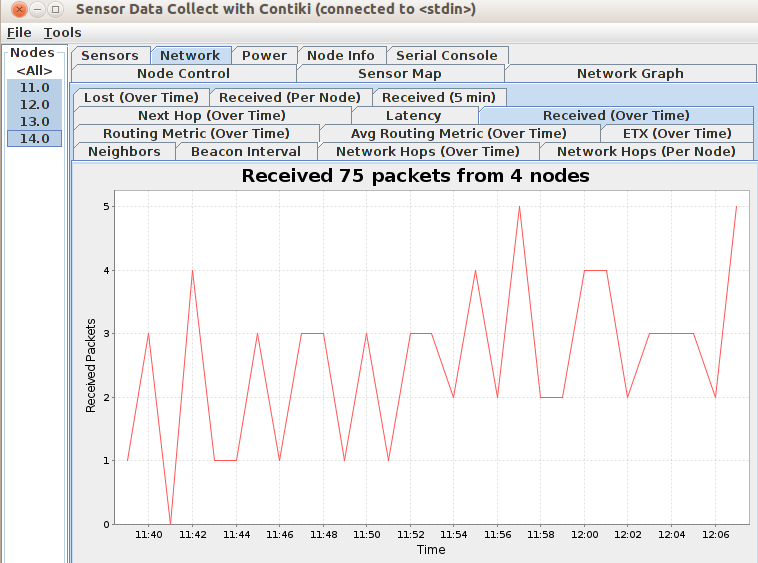 Sensor Data Collect with Contiki (connected to <stdin>)
File Tools
Nodes
<All>
11.0
12.0
13.0
14.0
Sensors Network Power Node Info Serial Console
Node Control Sensor Map Network Graph
Lost (Over Time) Received (Per Node) Received (5 min)
Next Hop (Over Time) Latency Received (Over Time)
Routing Metric (Over Time) Avg Routing Metric (Over Time) ETX (Over Time)
Neighbors Beacon Interval Network Hops (Over Time) Network Hops (Per Node)
Received 75 packets from 4 nodes
Received Packets
5
4
3
2
1
0
11:40 11:42 11:44 11:46 11:48 11:50 11:52 11:54 11:56 11:58 12:00 12:02 12:04 12:06
Time